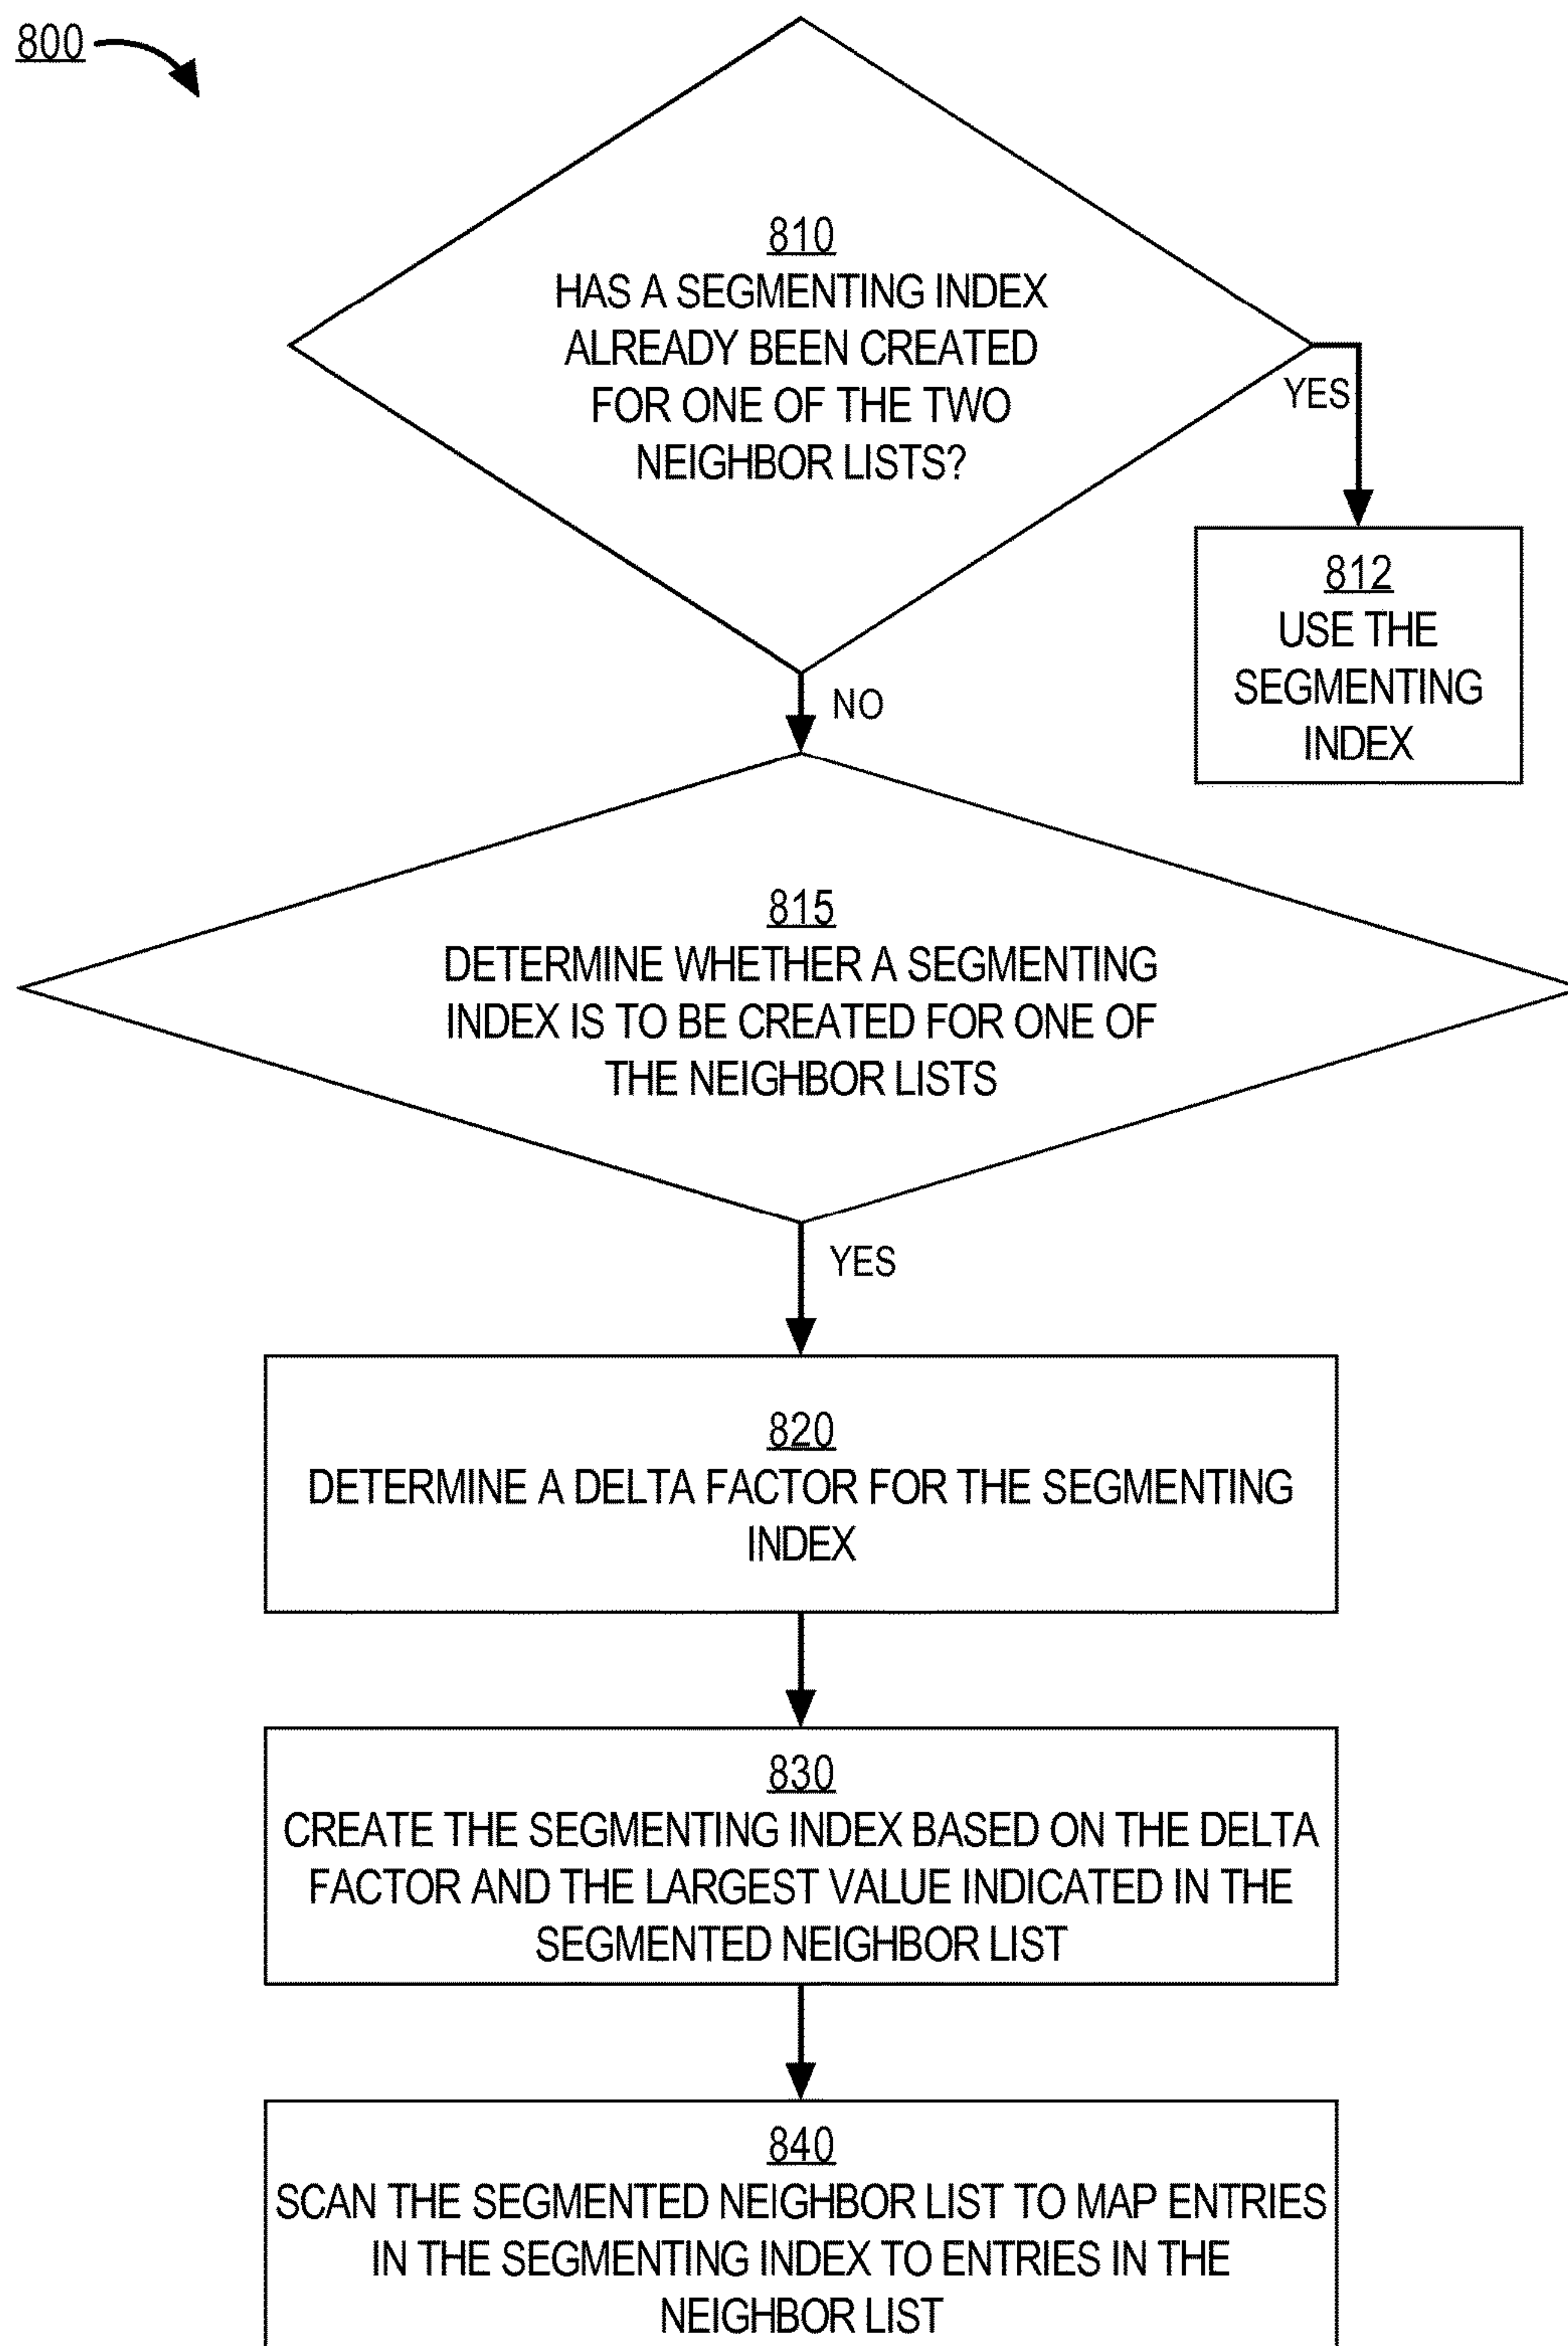 800
810
HAS A SEGMENTING INDEX
ALREADY BEEN CREATED
FOR ONE OF THE TWO
NEIGHBOR LISTS?
YES
812
USE THE
SEGMENTING
INDEX
NO
815
DETERMINE WHETHER A SEGMENTING
INDEX IS TO BE CREATED FOR ONE OF
THE NEIGHBOR LISTS
YES
820
DETERMINE A DELTA FACTOR FOR THE SEGMENTING
INDEX
830
CREATE THE SEGMENTING INDEX BASED ON THE DELTA
FACTOR AND THE LARGEST VALUE INDICATED IN THE
SEGMENTED NEIGHBOR LIST
840
SCAN THE SEGMENTED NEIGHBOR LIST TO MAP ENTRIES
IN THE SEGMENTING INDEX TO ENTRIES IN THE
NEIGHBOR LIST